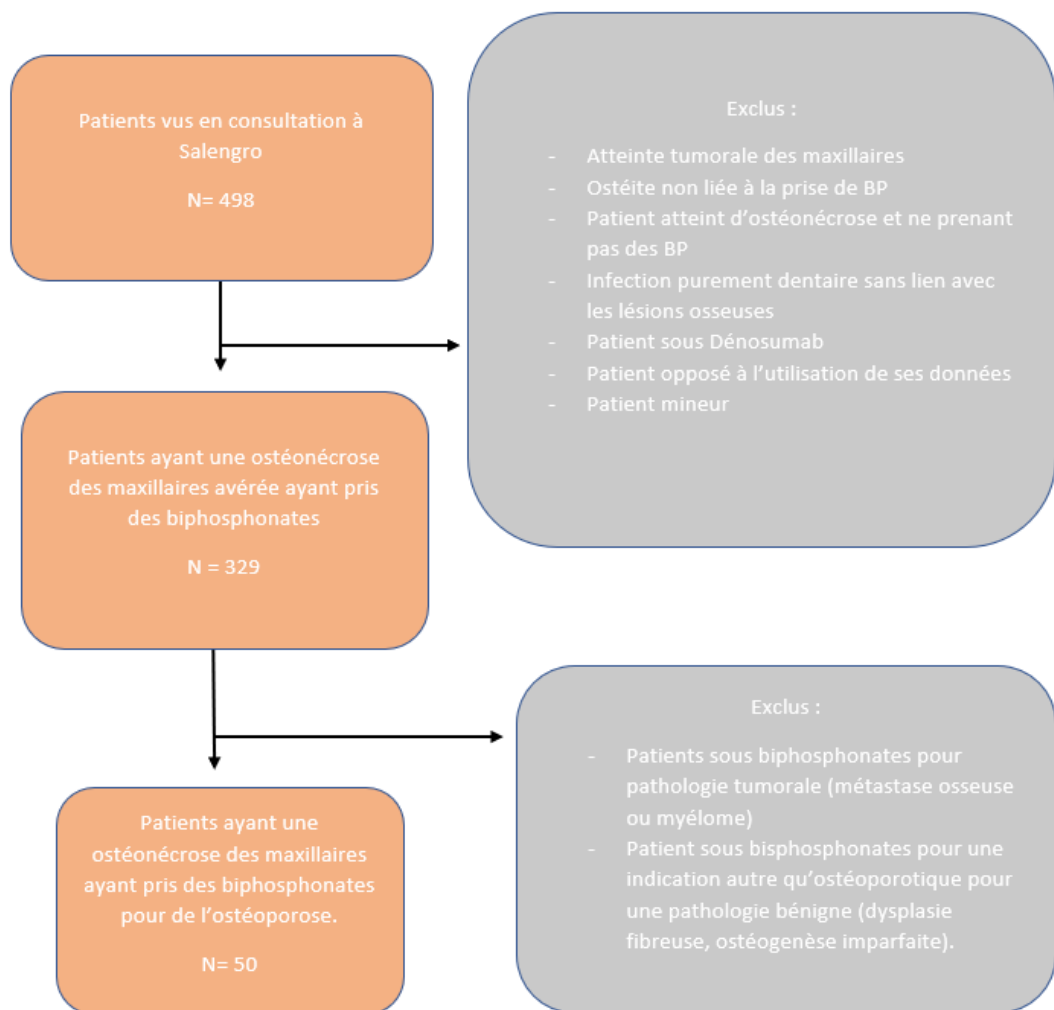 Patients vus en consultation à
Salengro
N= 498
Exclus :
- Atteinte tumorale des maxillaires
- Ostéite non liée à la prise de BP
- Patient atteint d'ostéonécrose et ne prenant
pas des BP
- Infection purement dentaire sans lien avec
les lésions osseuses
- Patient sous Dénosumab
- Patient opposé à l'utilisation de ses données
- Patient mineur
Patients ayant une ostéonécrose
des maxillaires avérée ayant pris
des biphosphonates
N = 329
Exclus :
- Patients sous biphosphonates pour
pathologie tumorale (métastase osseuse
ou myélome)
- Patient sous bisphosphonates pour une
indication autre qu'ostéoporotique pour
une pathologie bénigne (dysplasie
fibreuse, ostéogenèse imparfaite).
Patients ayant une
ostéonécrose des maxillaires
ayant pris des biphosphonates
pour de l'ostéoporose.
N= 50